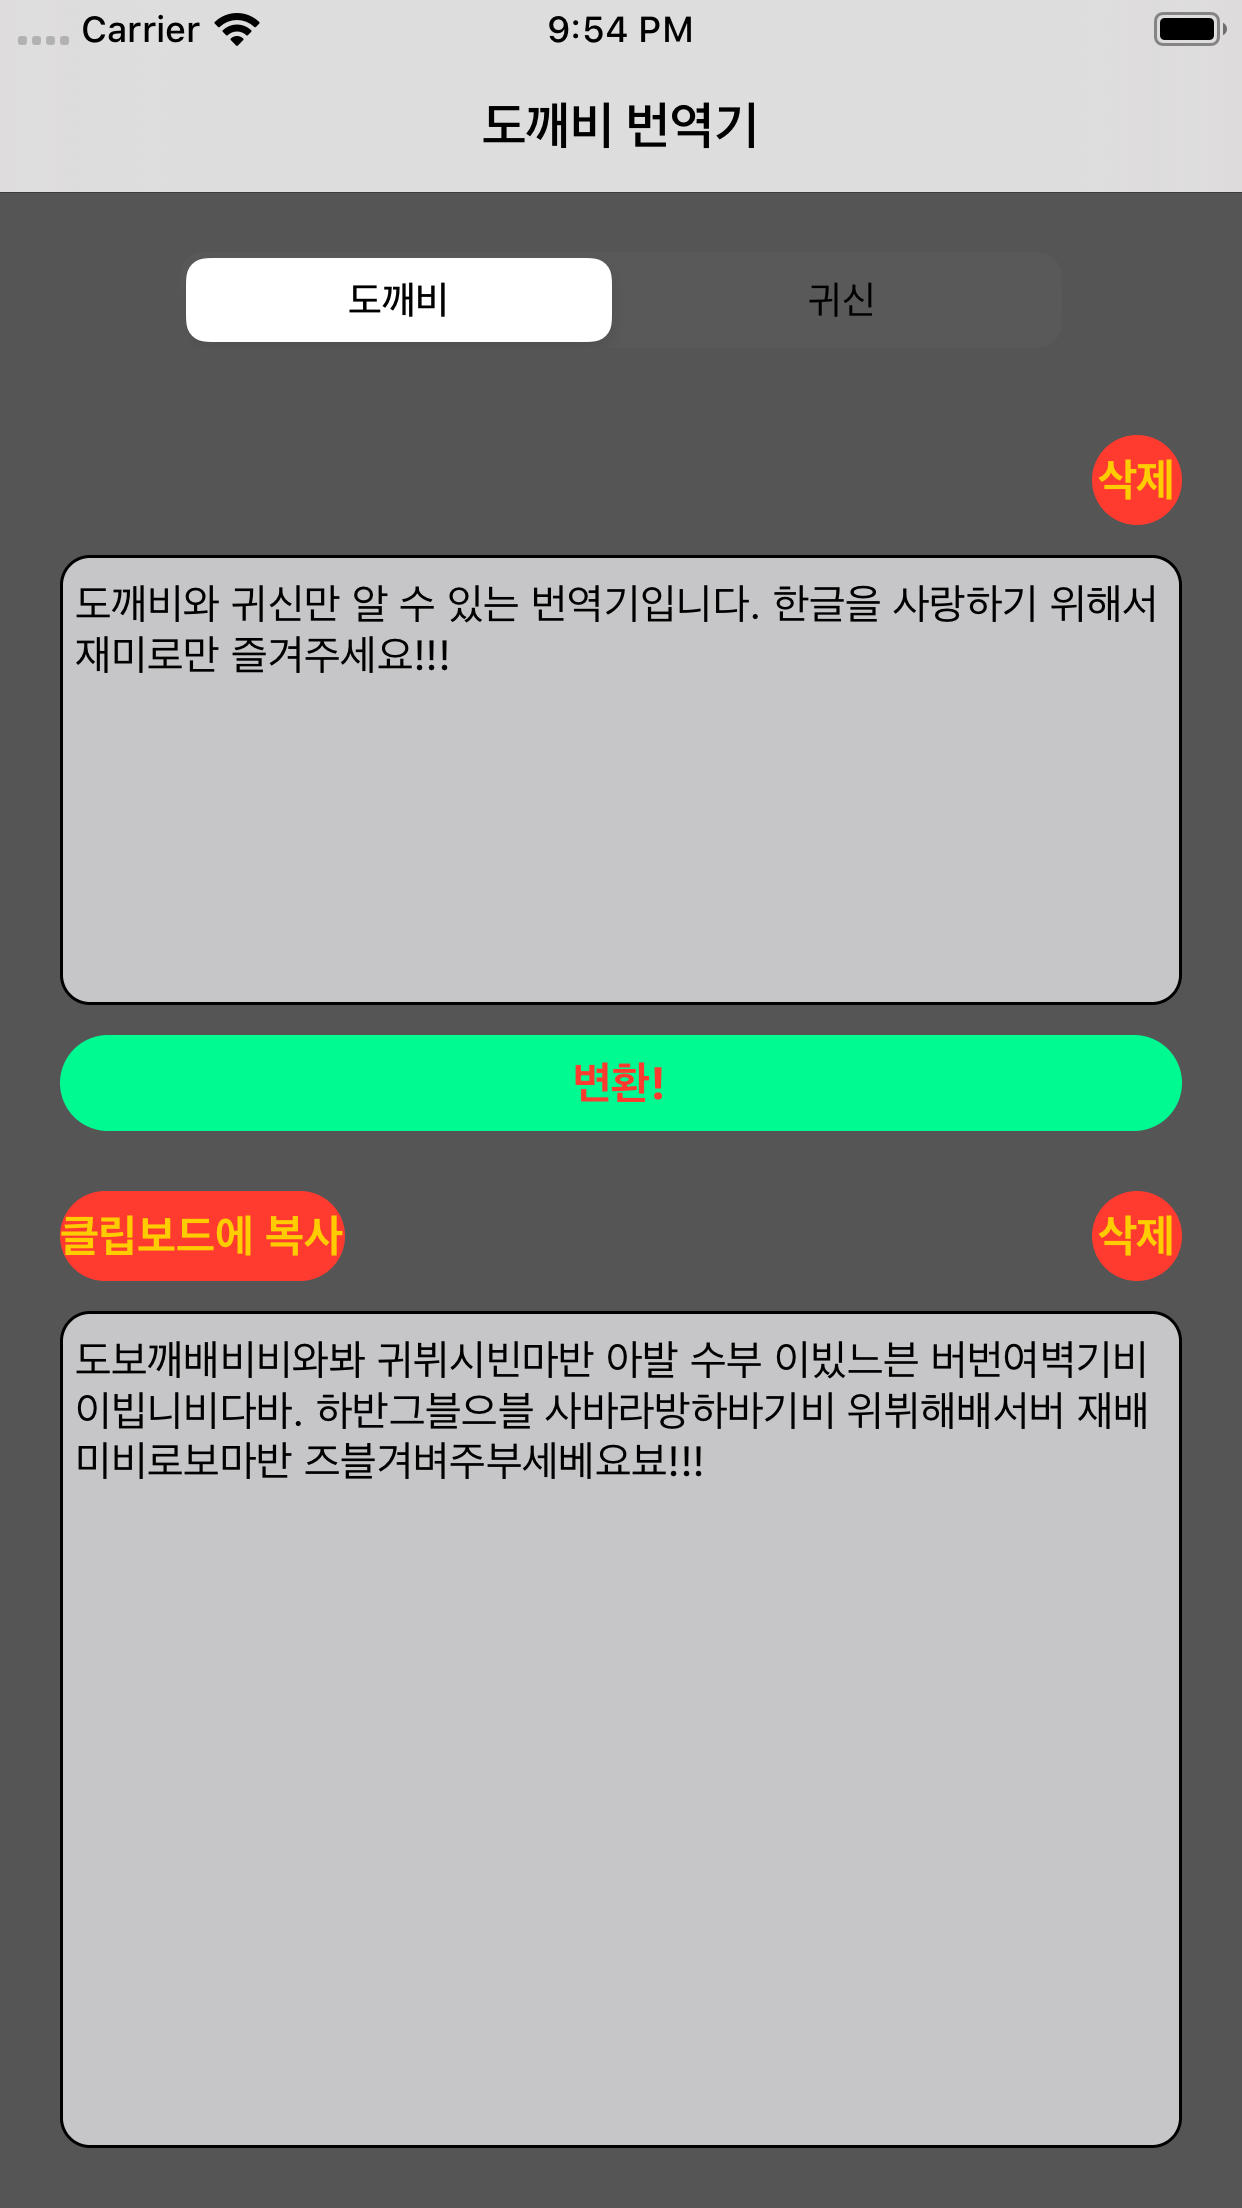 Carrier 9:54 PM
도깨비 번역기
도깨비 귀신
삭제
도깨비와 귀신만 알 수 있는 번역기입니다. 한글을 사랑하기 위해서
재미로만 즐겨주세요!!!
변환!
클립보드에 복사 삭제
도보깨배비비와봐 귀뷔시빈마반 아발 수부 이빘느븐 버번여벽기비
이빕니비다바. 하반그블으블 사바라방하바기비 위뷔해배서버 재배
미비로보마반 즈블겨벼주부세베요뵤!!!